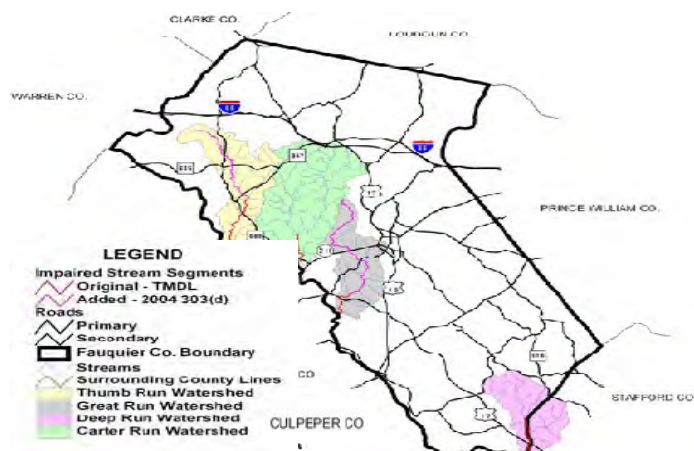 CLARKE CO.
LOUDOUN CO.
WARREN CO.
PRINCE WILLIAM CO.
LEGEND
Impaired Stream Segments
Original - TMDL
Added - 2004 303(d)
Roads
Primary
Secondary
Fauquier Co. Boundary
Streams
Surrounding County Lines
Thumb Run Watershed
Great Run Watershed
Deep Run Watershed
Carter Run Watershed
CO
CULPEPER CO
STAFFORD CO.
17